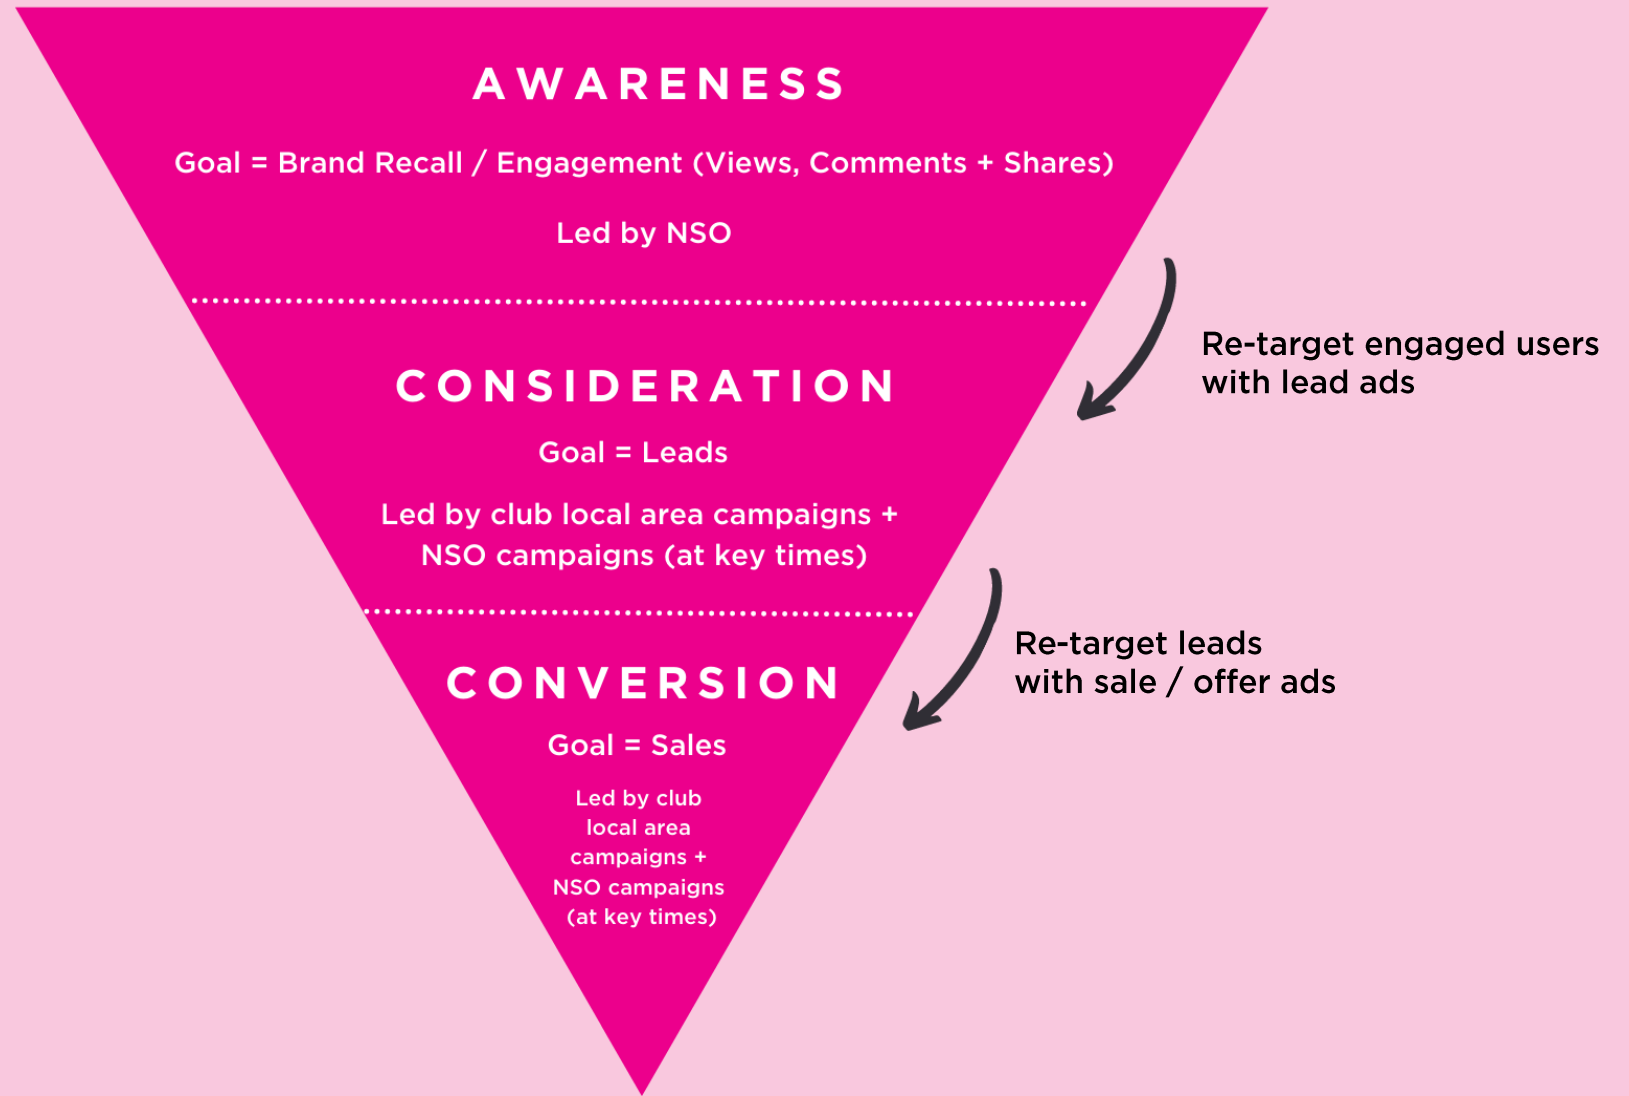 AWARENESS
Goal = Brand Recall / Engagement (Views, Comments + Shares)
Led by NSO
Re-target engaged users
with lead ads
CONSIDERATION
Goal = Leads
Led by club local area campaigns +
NSO campaigns (at key times)
Re-target leads
with sale / offer ads
CONVERSION
Goal = Sales
Led by club
local area
campaigns +
NSO campaigns
(at key times)